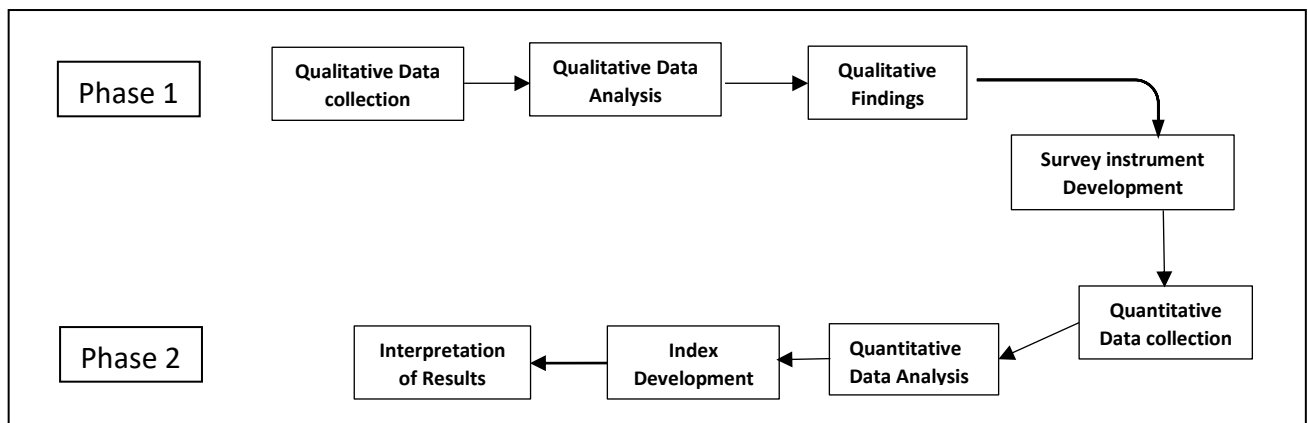 Phase 1
Qualitative Data
collection
Qualitative Data
Analysis
Qualitative
Findings
Survey instrument
Development
Quantitative
Data collection
Phase 2
Interpretation
of Results
Index
Development
Quantitative
Data Analysis